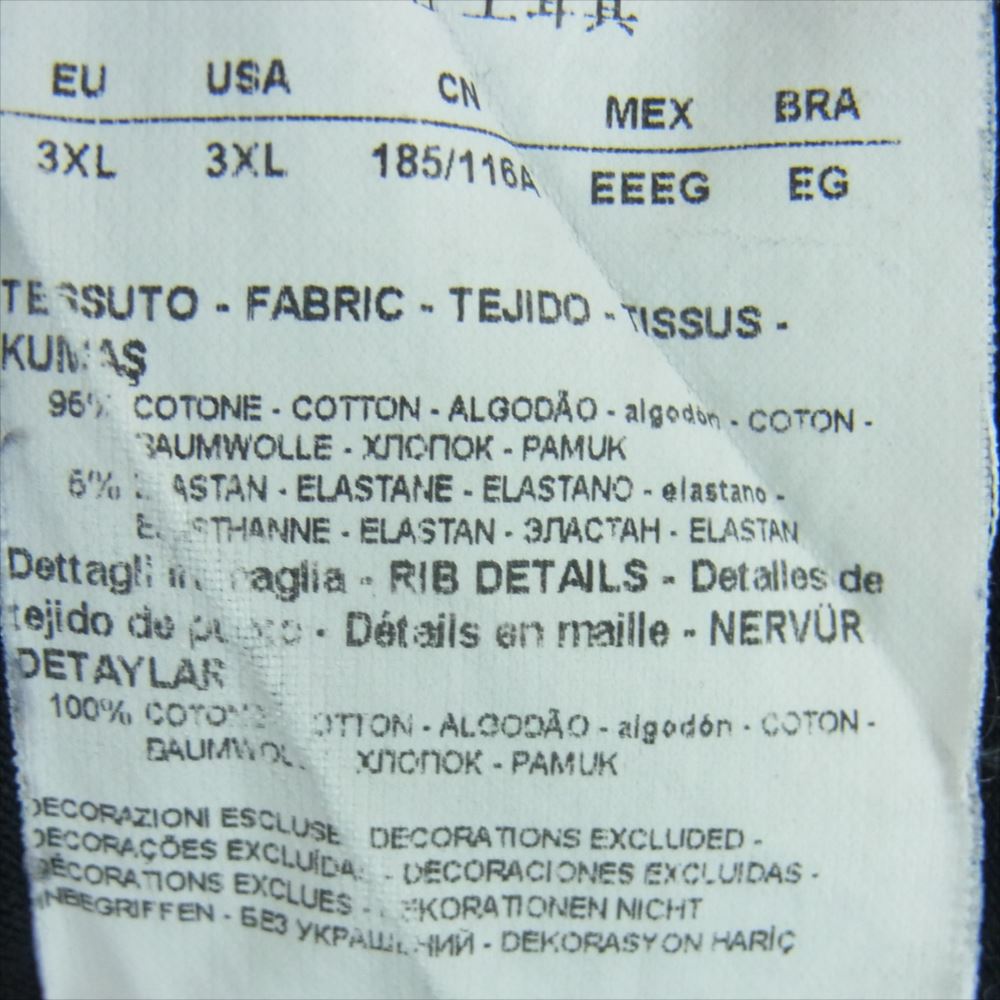 EU USA CN MEX BRA
3XL 3XL 185/116A EEEG EG
TESSUTO - FABRIC - TEJIDO - TISSUS -
KUMAŞ
COTONE - COTTON - ALGODÃO - algodón - COTON -
BAUMWOLLE - ХЛОПОК - PAMUK
6% ELASTAN - ELASTANE - ELASTANO - elastano -
ELASTHANNE - ELASTAN - ЭЛАСТАН - ELASTAN
Dettagli in maglia - RIB DETAILS - Detalles de
tejido de punto - Détails en maille - NERVÜR
DETAYLAR
100% COTONE - COTTON - ALGODÃO - algodón - COTON -
BAUMWOLLE ХЛОПОК - PAMUK
DECORAZIONI ESCLUSE DECORATIONS EXCLUDED -
DECORAÇÕES EXCLUÍDAS - DECORACIONES EXCLUIDAS -
DÉCORATIONS EXCLUES - DEKORATIONEN NICHT
INBEGRIFFEN - БЕЗ УКРАШЕНИЙ - DEKORASYON HARİÇ